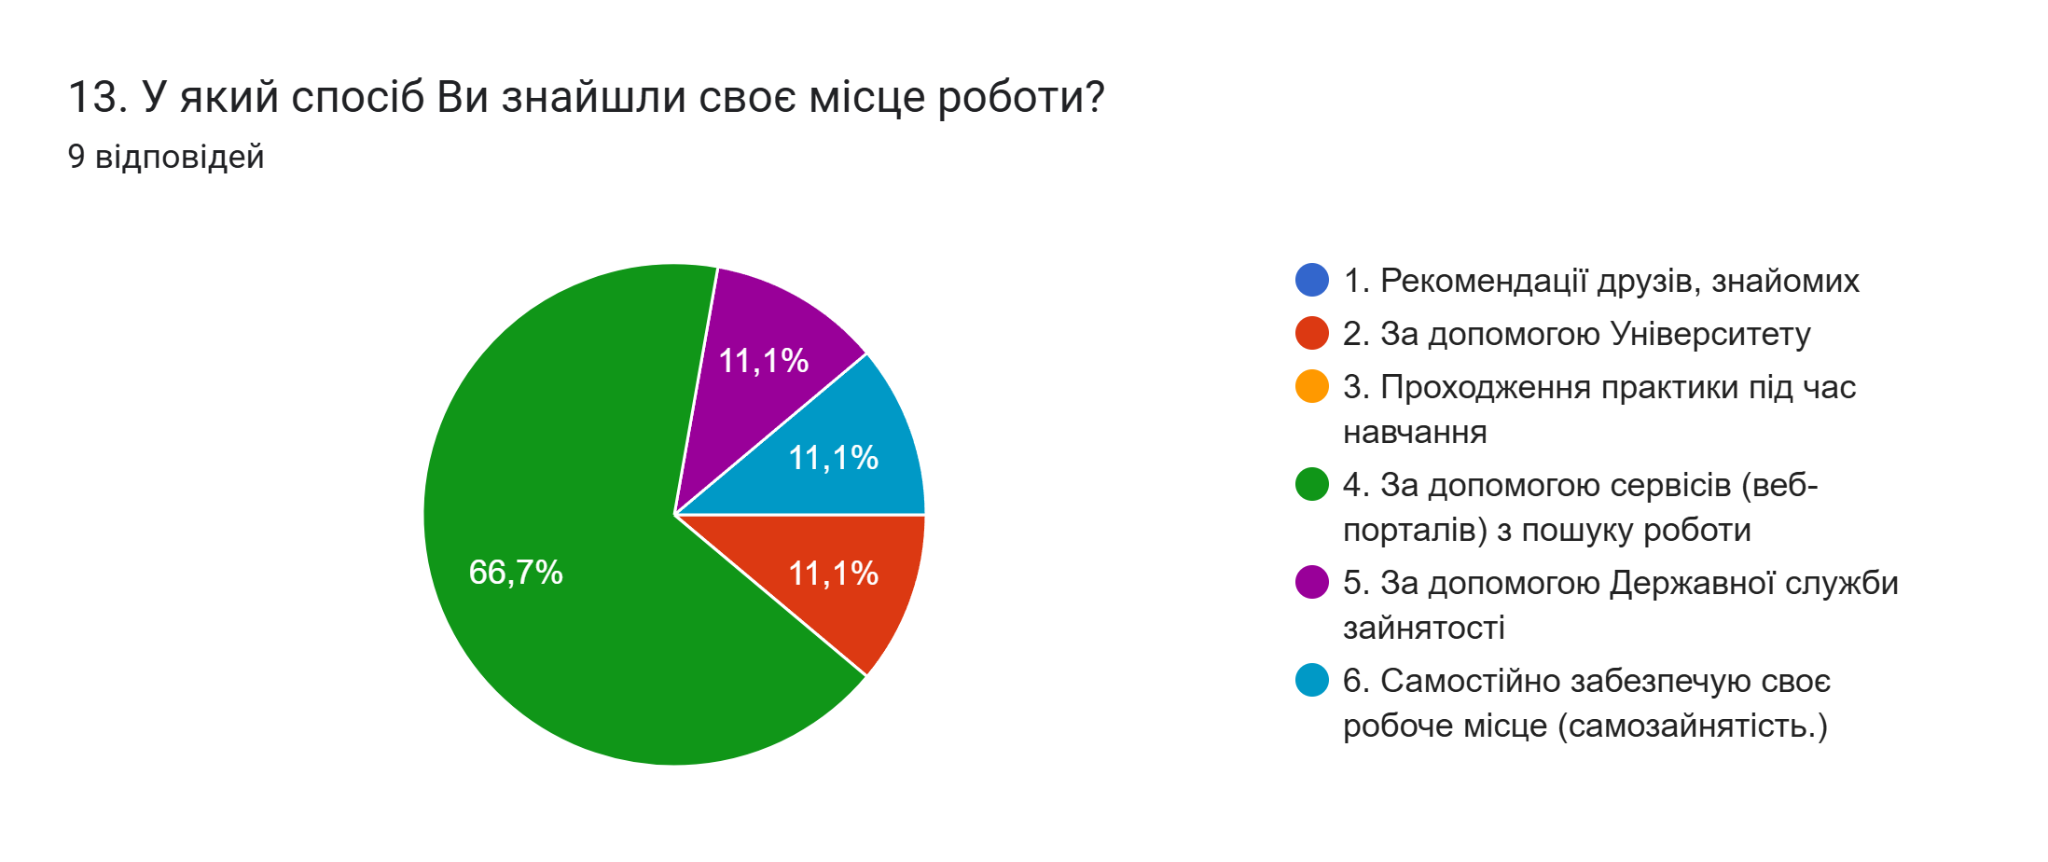 13. У який спосіб Ви знайшли своє місце роботи?
9 відповідей
11,1%
11,1%
66,7%
11,1%
1. Рекомендації друзів, знайомих
2. За допомогою Університету
3. Проходження практики під час
навчання
4. За допомогою сервісів (веб-
порталів) з пошуку роботи
5. За допомогою Державної служби
зайнятості
6. Самостійно забезпечую своє
робоче місце (самозайнятість.)